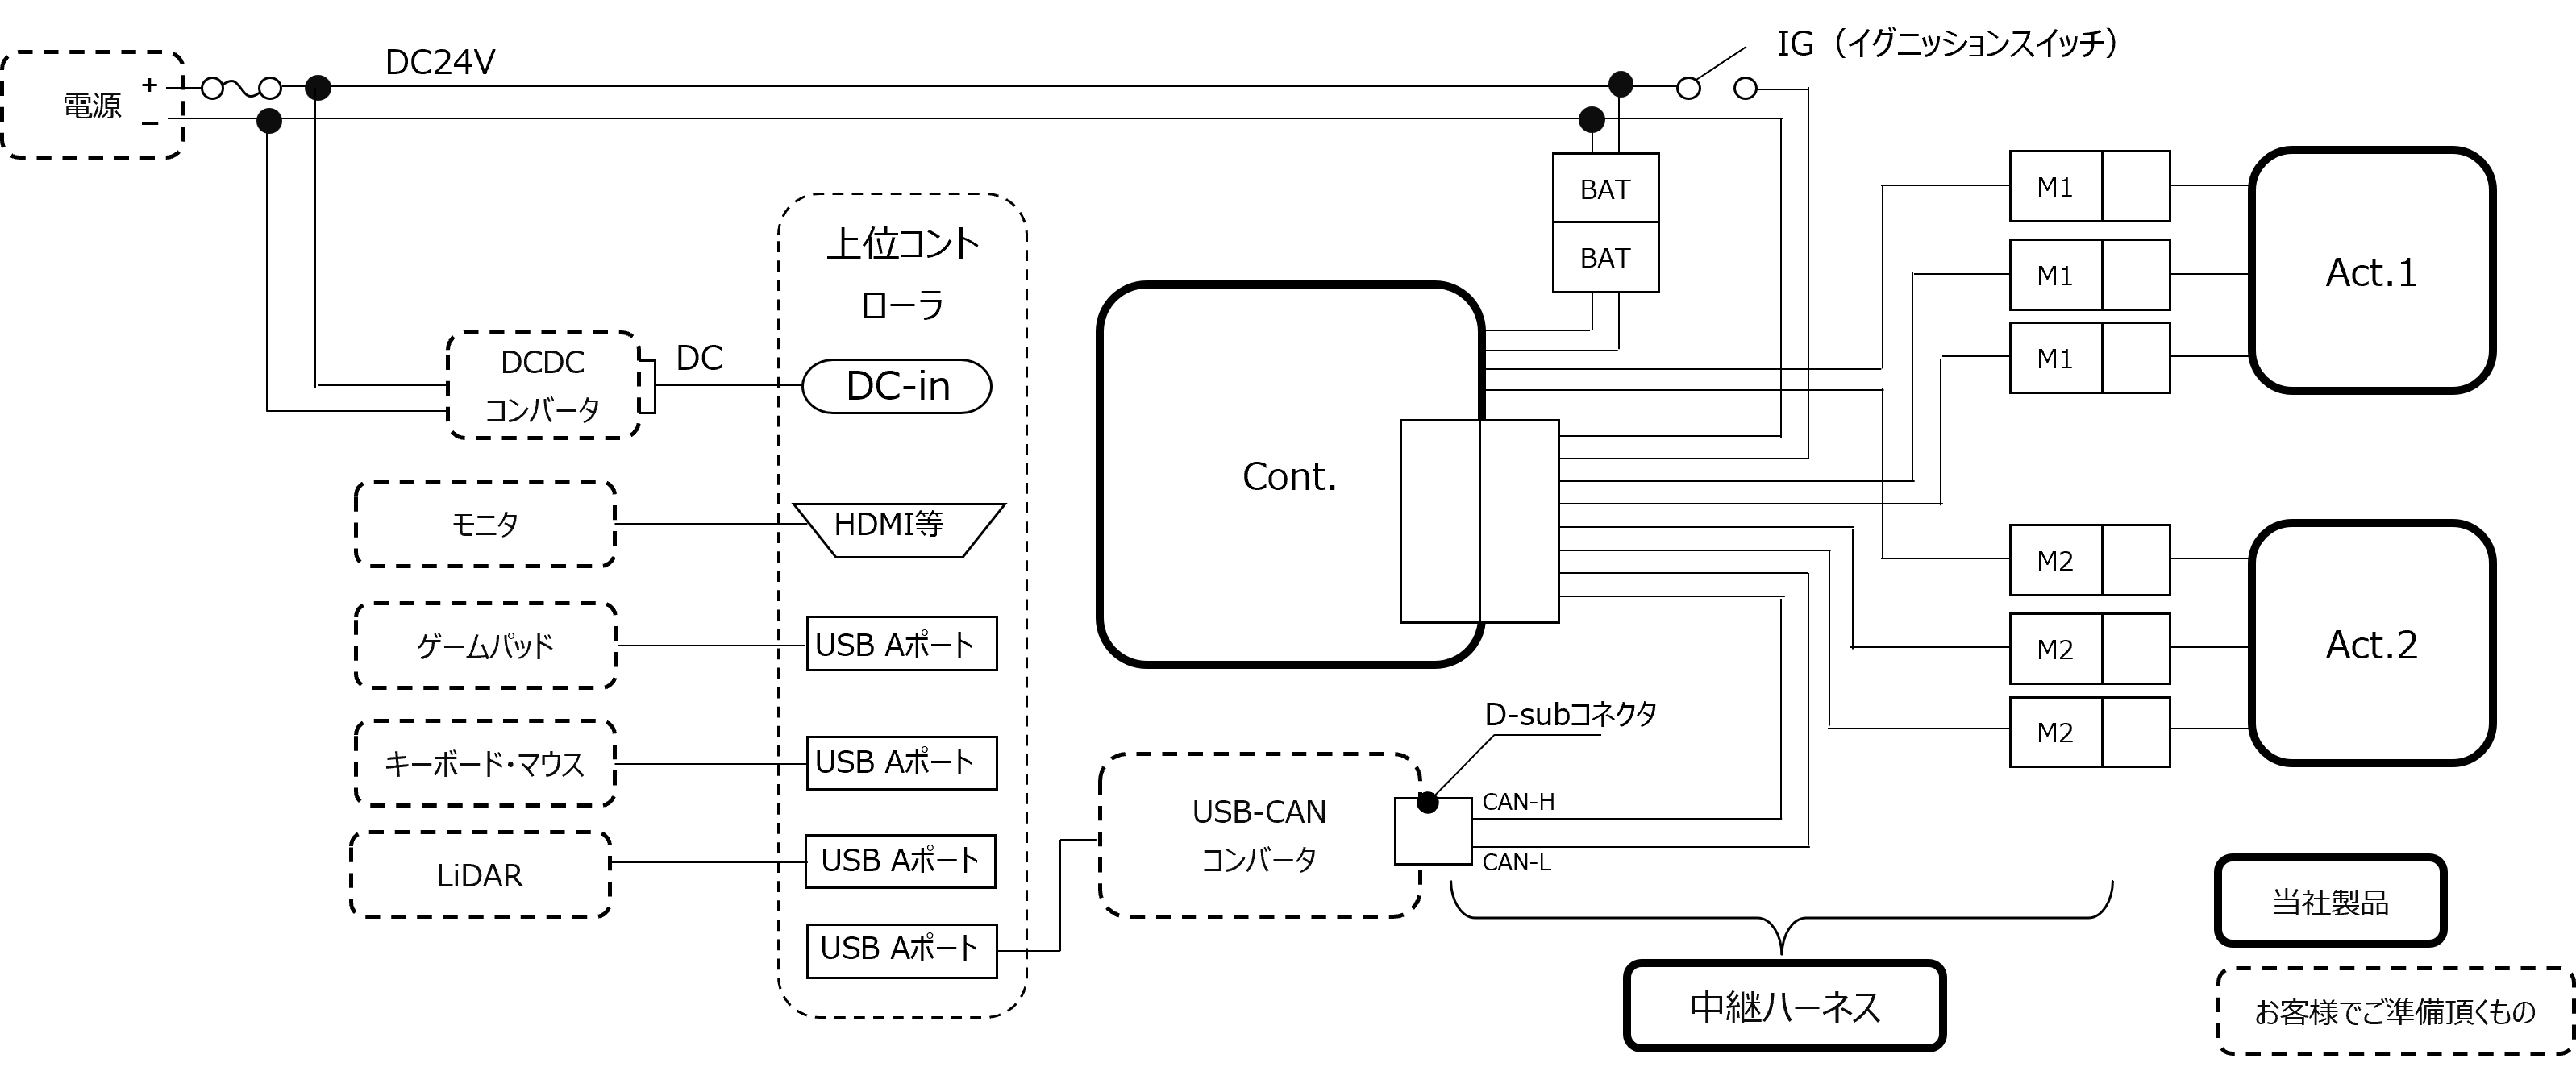 IG（イグニッションスイッチ）
DC24V
電源
+
−
BAT
BAT
M1
M1
M1
Act.1
上位コント
ローラ
DCDC
コンバータ
DC
DC-in
Cont.
モニタ
HDMI等
ゲームパッド
USB Aポート
キーボード・マウス
USB Aポート
LiDAR
USB Aポート
USB Aポート
M2
M2
M2
Act.2
D-subコネクタ
USB-CAN
コンバータ
CAN-H
CAN-L
中継ハーネス
当社製品
お客様でご準備頂くもの